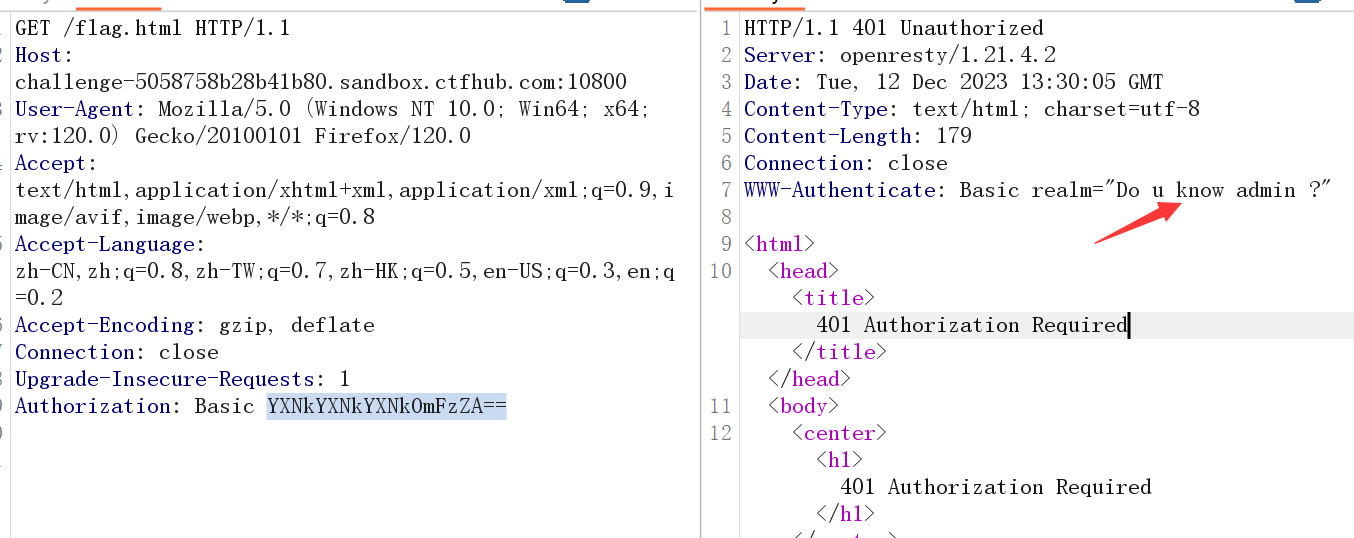 GET /flag.html HTTP/1.1
Host:
challenge-5058758b28b41b80.sandbox.ctfhub.com:10800
User-Agent: Mozilla/5.0 (Windows NT 10.0; Win64; x64;
rv:120.0) Gecko/20100101 Firefox/120.0
Accept:
text/html,application/xhtml+xml,application/xml;q=0.9,i
mage/avif,image/webp,*/*;q=0.8
Accept-Language:
zh-CN,zh;q=0.8,zh-TW;q=0.7,zh-HK;q=0.5,en-US;q=0.3,en;q
=0.2
Accept-Encoding: gzip, deflate
Connection: close
Upgrade-Insecure-Requests: 1
Authorization: Basic YXNkYXNkYXNkOmFzZA==
1 HTTP/1.1 401 Unauthorized
2 Server: openresty/1.21.4.2
3 Date: Tue, 12 Dec 2023 13:30:05 GMT
4 Content-Type: text/html; charset=utf-8
5 Content-Length: 179
6 Connection: close
7 WWW-Authenticate: Basic realm="Do u know admin ?"
8
9 <html>
10 <head>
<title>
401 Authorization Required
</title>
</head>
11 <body>
12 <center>
<h1>
401 Authorization Required
</h1>